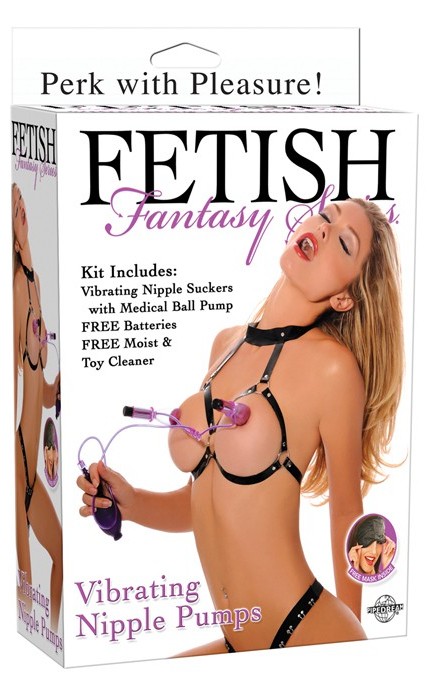 Perk with Pleasure!
FETISH
Fantasy Series
Kit Includes:
Vibrating Nipple Suckers
with Medical Ball Pump
FREE Batteries
FREE Moist &
Toy Cleaner
FREE MASK INSIDE
Vibrating
Nipple Pumps
PIPEDREAM
FETISH
Fantasy Series
Vibrating
Nipple Pumps